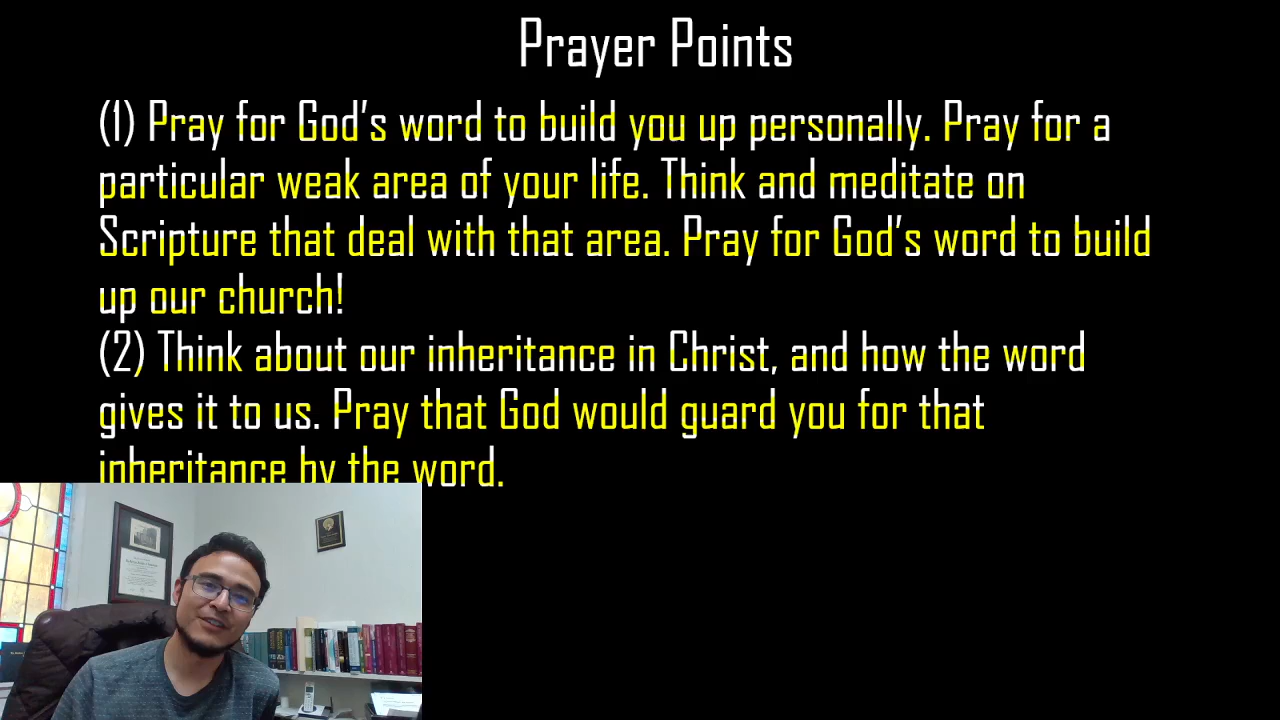 Prayer Points
(1) Pray for God's word to build you up personally. Pray for a
particular weak area of your life. Think and meditate on
Scripture that deal with that area. Pray for God's word to build
up our church!
(2) Think about our inheritance in Christ, and how the word
gives it to us. Pray that God would guard you for that
inheritance by the word.